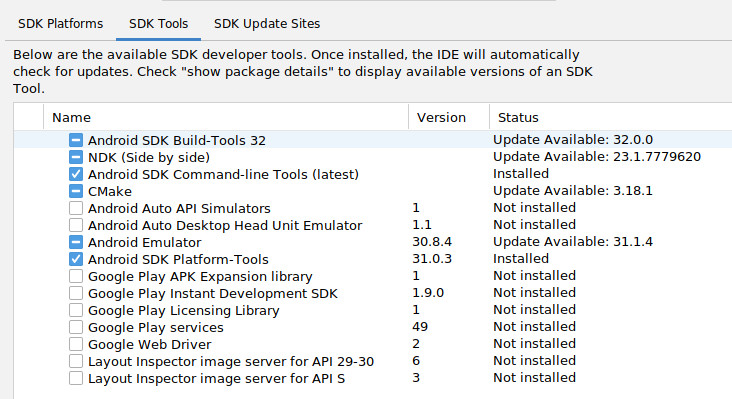 SDK Platforms SDK Tools SDK Update Sites
Below are the available SDK developer tools. Once installed, the IDE will automatically
check for updates. Check "show package details" to display available versions of an SDK
Tool.
Name Version Status
Android SDK Build-Tools 32 Update Available: 32.0.0
NDK (Side by side) Update Available: 23.1.7779620
Android SDK Command-line Tools (latest) Installed
CMake Update Available: 3.18.1
Android Auto API Simulators 1 Not installed
Android Auto Desktop Head Unit Emulator 1.1 Not installed
Android Emulator 30.8.4 Update Available: 31.1.4
Android SDK Platform-Tools 31.0.3 Installed
Google Play APK Expansion library 1 Not installed
Google Play Instant Development SDK 1.9.0 Not installed
Google Play Licensing Library 1 Not installed
Google Play services 49 Not installed
Google Web Driver 2 Not installed
Layout Inspector image server for API 29-30 6 Not installed
Layout Inspector image server for API S 3 Not installed